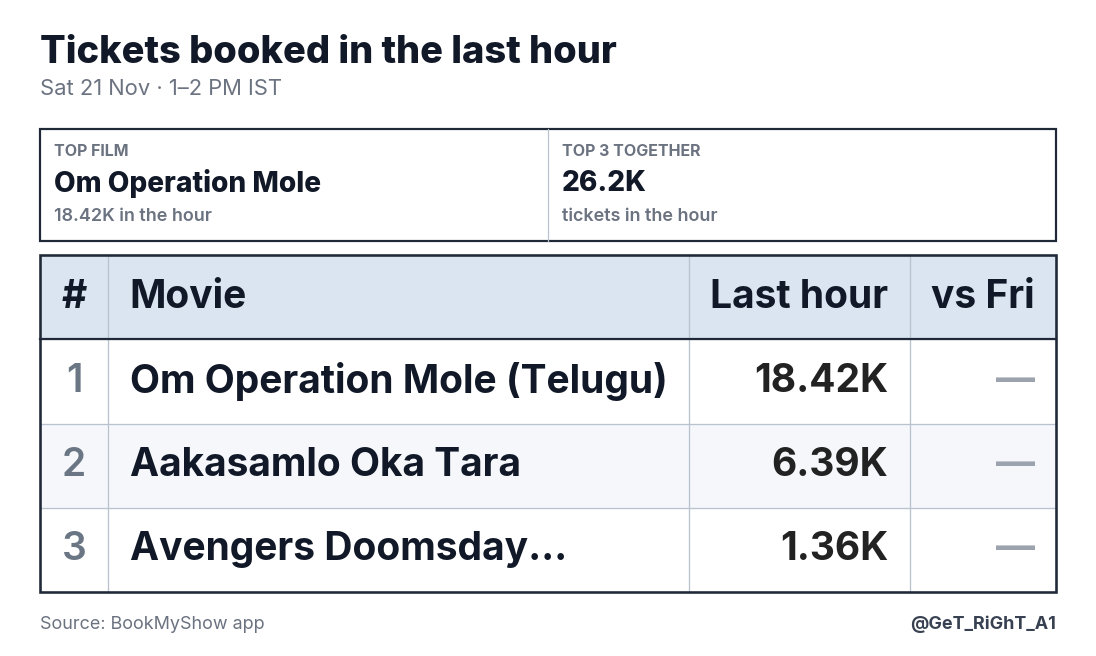 Tickets booked in the last hour
Sat 21 Nov · 1–2 PM IST
TOP FILM
Om Operation Mole
18.42K in the hour
TOP 3 TOGETHER
26.2K
tickets in the hour
# Movie Last hour vs Fri
1 Om Operation Mole (Telugu) 18.42K —
2 Aakasamlo Oka Tara 6.39K —
3 Avengers Doomsday... 1.36K —
Source: BookMyShow app @GeT_RiGhT_A1